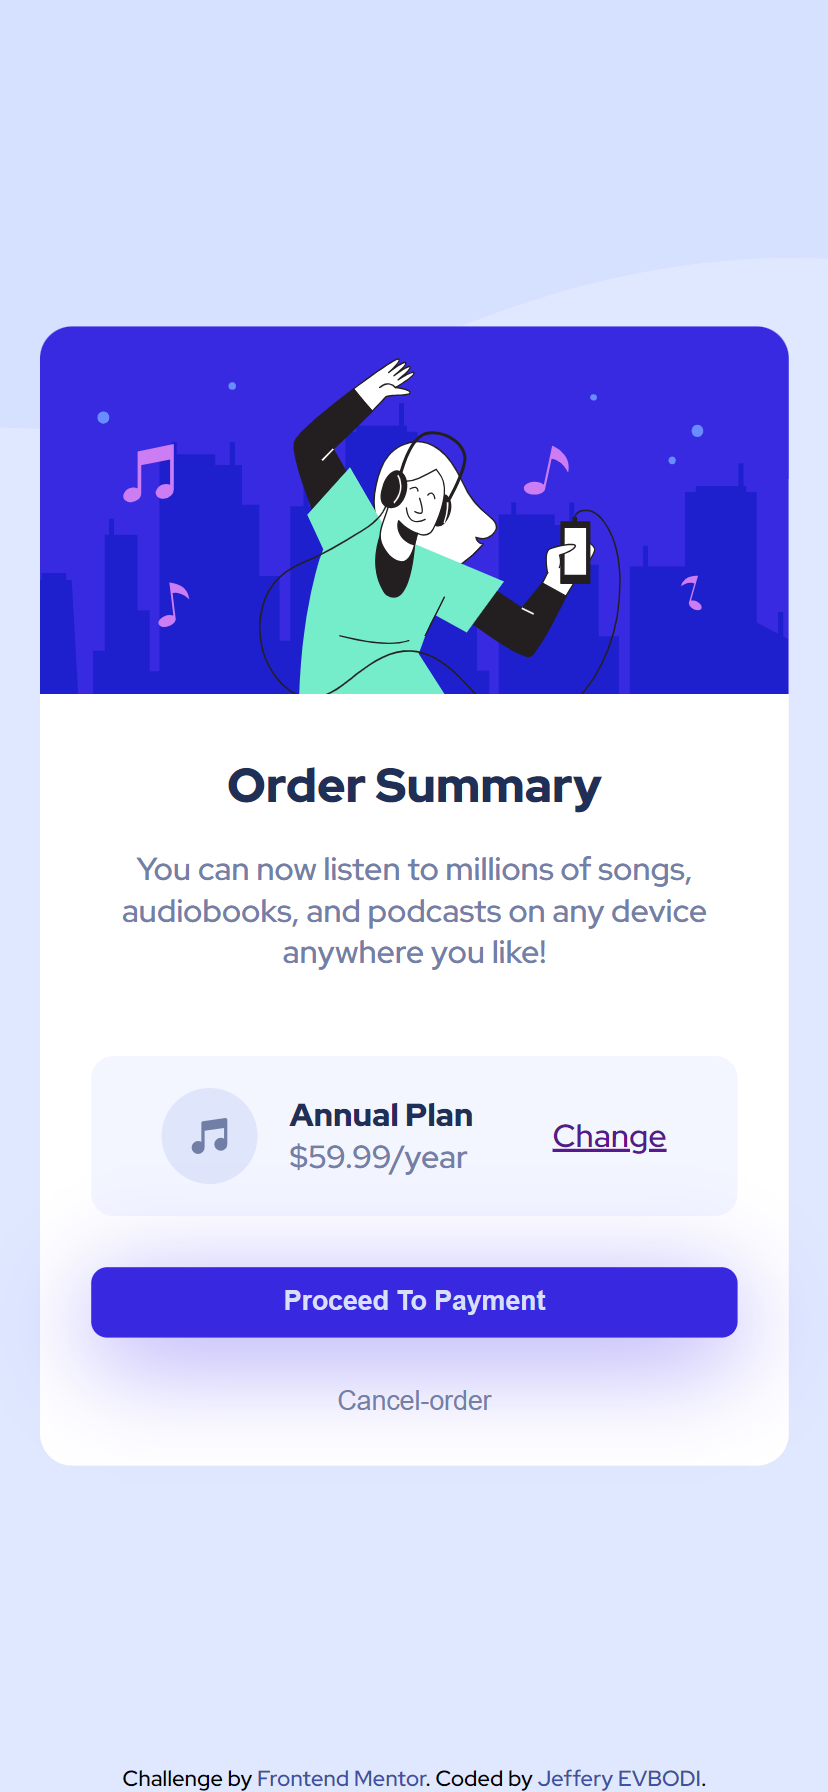 Order Summary
You can now listen to millions of songs,
audiobooks, and podcasts on any device
anywhere you like!
Annual Plan
$59.99/year
Change
Proceed To Payment
Cancel-order
Challenge by Frontend Mentor. Coded by Jeffery EVBODI.